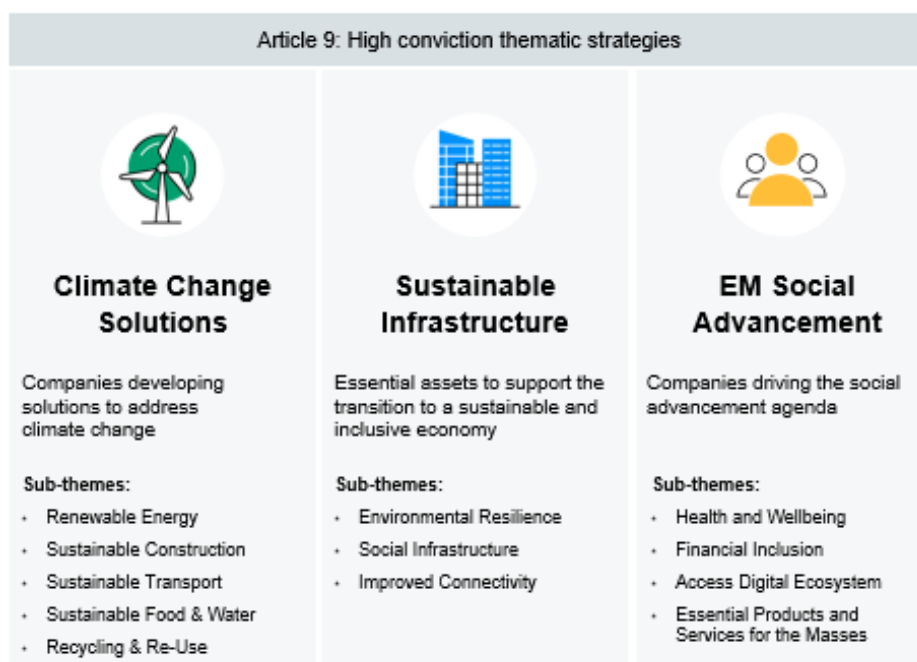 Article 9: High conviction thematic strategies
Climate Change
Solutions
Companies developing
solutions to address
climate change
Sub-themes:
• Renewable Energy
• Sustainable Construction
• Sustainable Transport
• Sustainable Food & Water
• Recycling & Re-Use
Sustainable
Infrastructure
Essential assets to support the
transition to a sustainable and
inclusive economy
Sub-themes:
• Environmental Resilience
• Social Infrastructure
• Improved Connectivity
EM Social
Advancement
Companies driving the social
advancement agenda
Sub-themes:
• Health and Wellbeing
• Financial Inclusion
• Access Digital Ecosystem
• Essential Products and
Services for the Masses